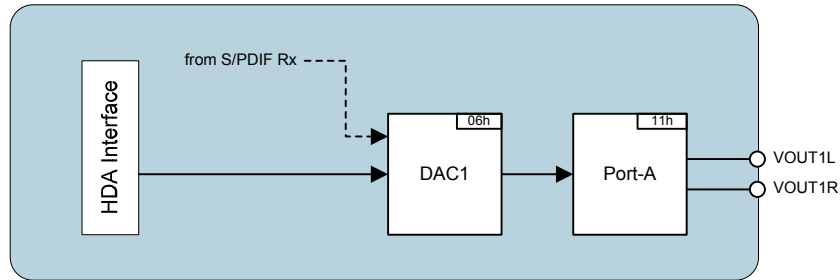 from S/PDIF Rx
HDA Interface
06h
DAC1
11h
Port-A
VOUT1L
VOUT1R